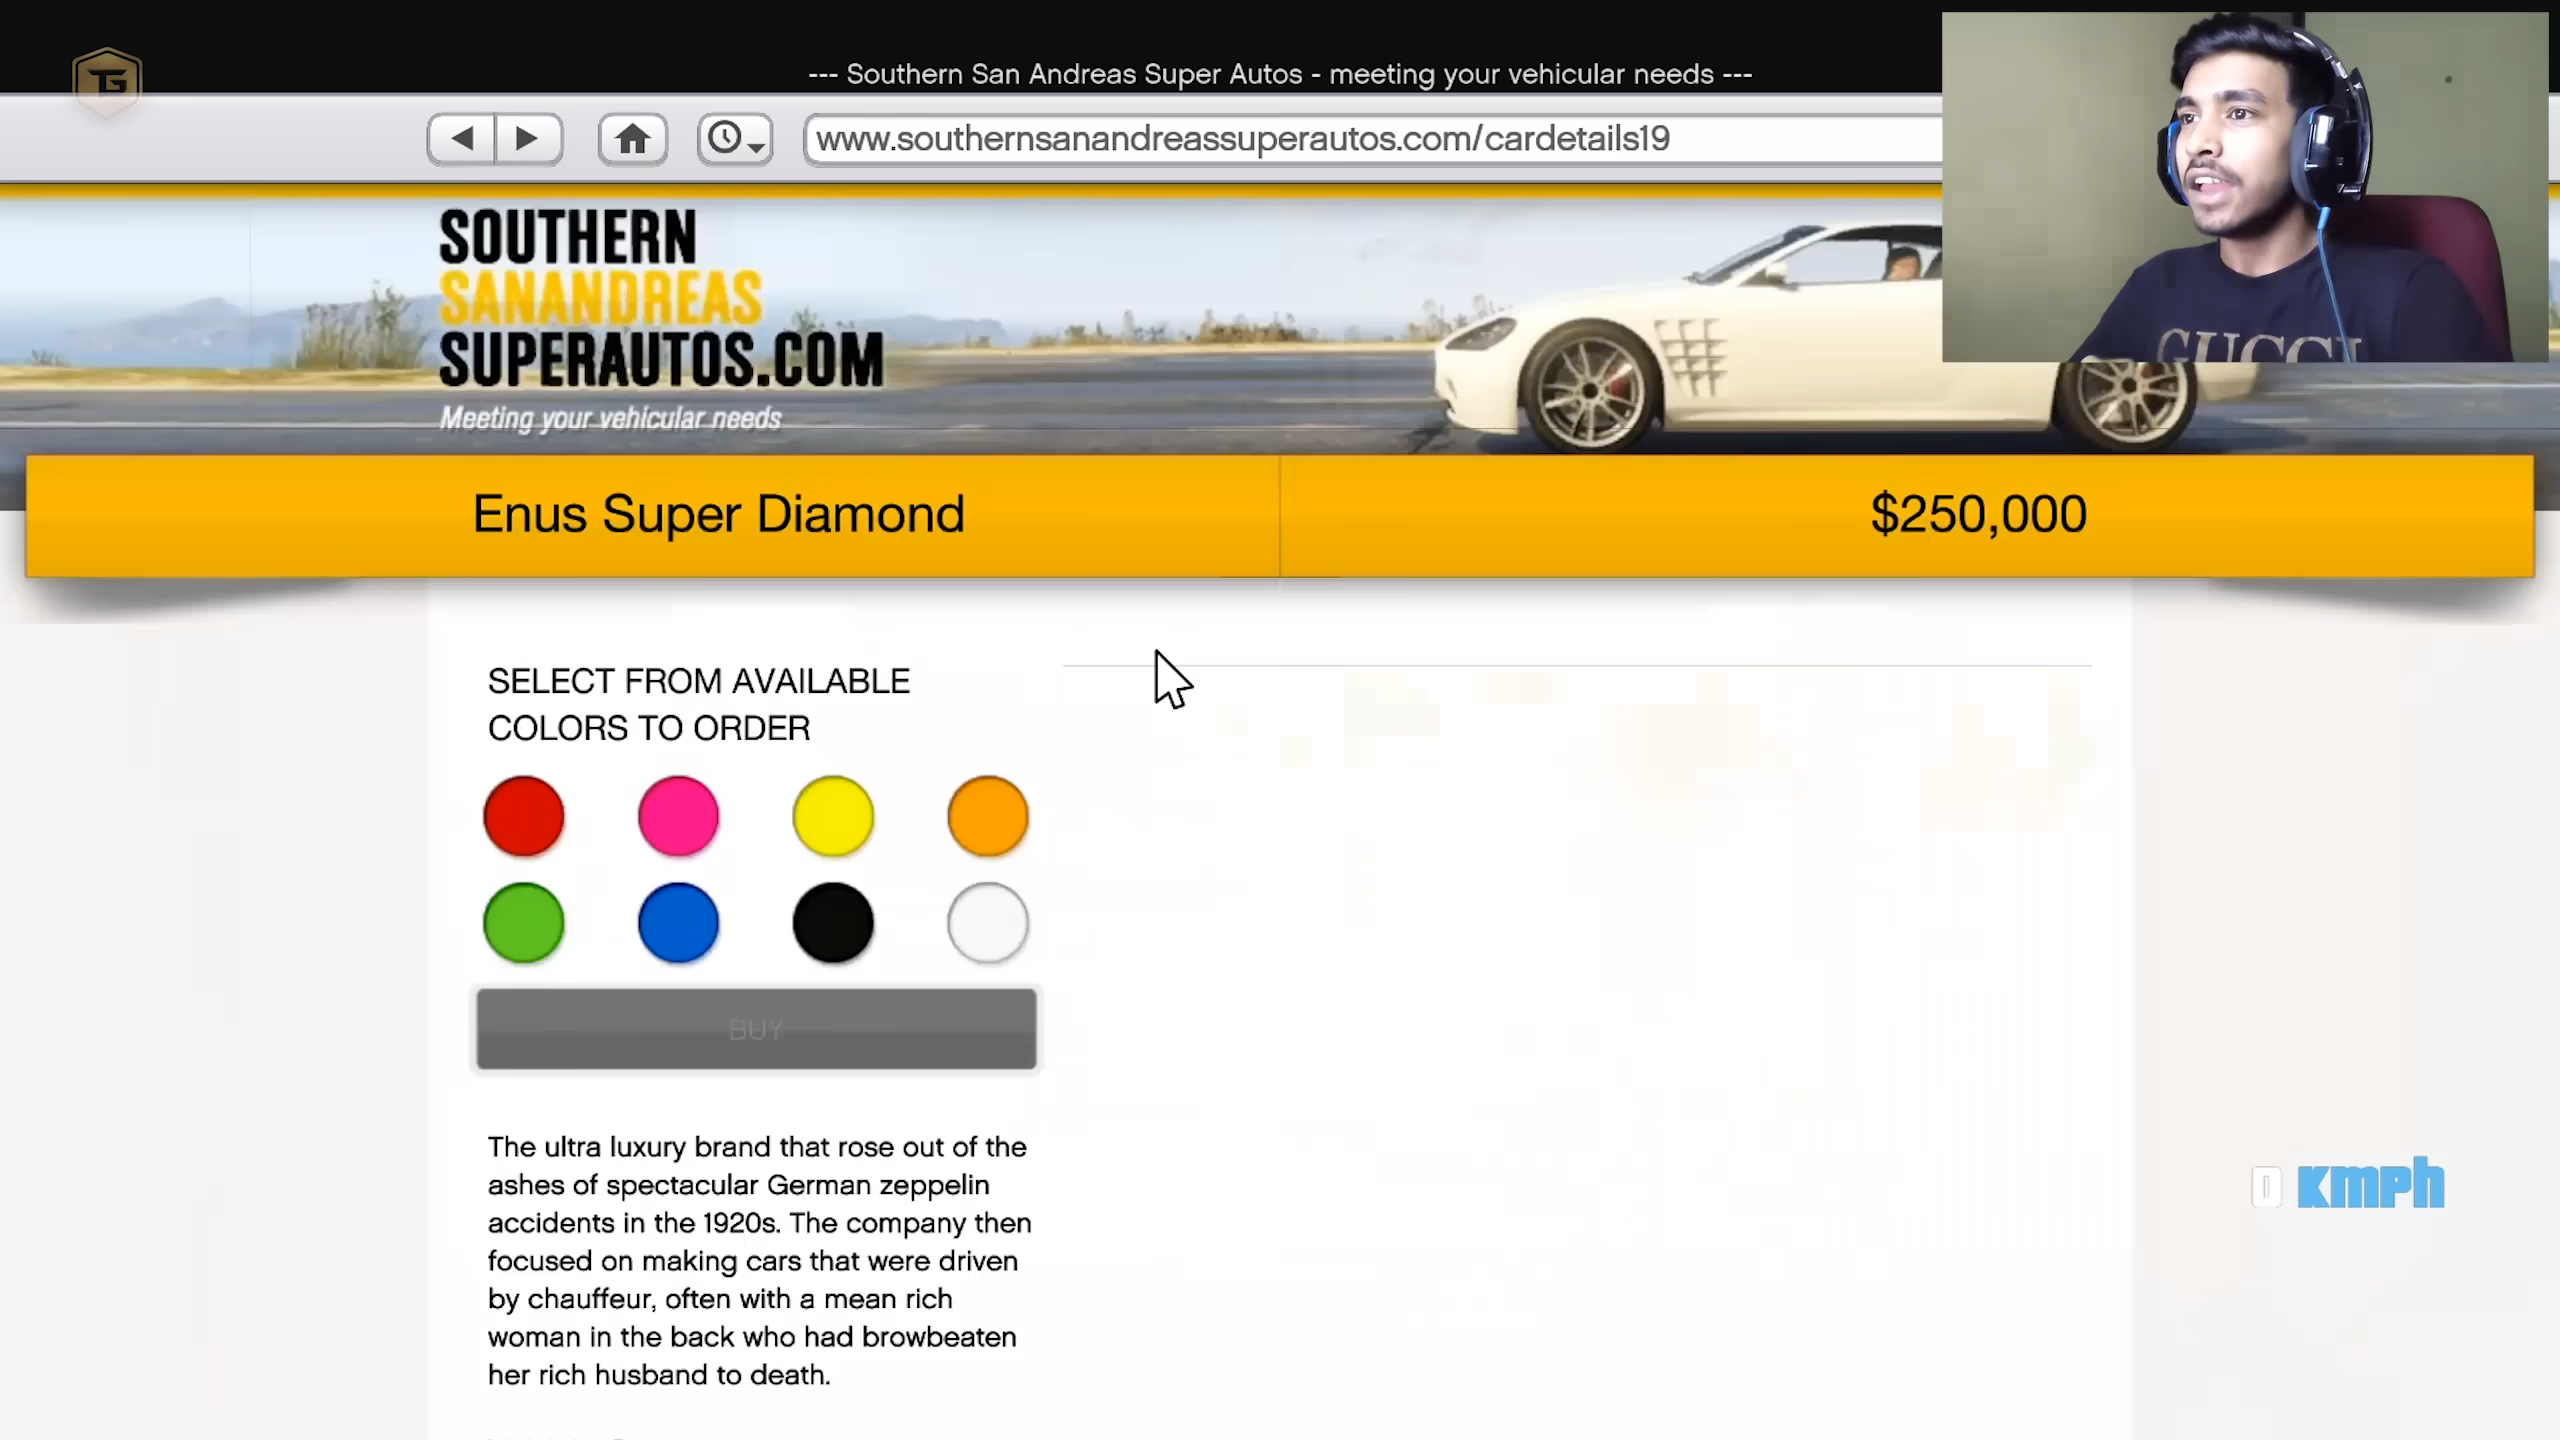 TG
--- Southern San Andreas Super Autos - meeting your vehicular needs ---
www.southernsanandreassuperautos.com/cardetails19
SOUTHERN
SANANDREAS
SUPERAUTOS.COM
Meeting your vehicular needs
GUCCI
Enus Super Diamond
$250,000
SELECT FROM AVAILABLE
COLORS TO ORDER
BUY
The ultra luxury brand that rose out of the
ashes of spectacular German zeppelin
accidents in the 1920s. The company then
focused on making cars that were driven
by chauffeur, often with a mean rich
woman in the back who had browbeaten
her rich husband to death.
0 kmph